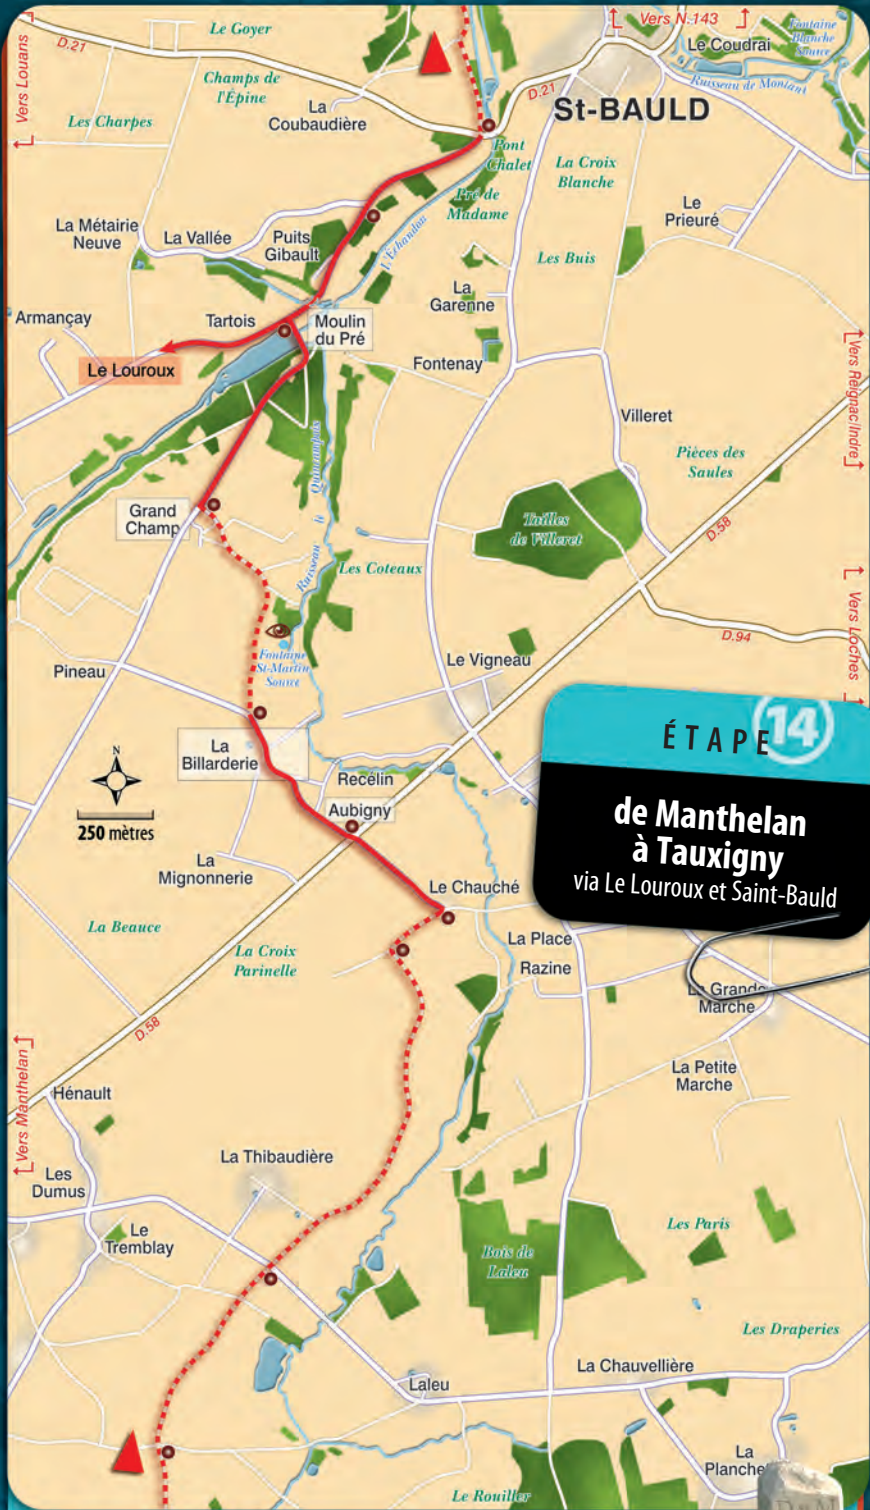 Vers N.143
Vers Louans
D.21
Le Goyer
Fontaine
Blanche
Source
Le Coudrai
Ruisseau de Montant
Champs de
l'Épine
La
Coubaudière
D.21
St-BAULD
Les Charpes
Pont
Chalet
La Croix
Blanche
Pré de
Madame
Le
Prieuré
La Métairie
Neuve
La Vallée
Puits
Gibault
L'Échandon
Les Buis
La
Garenne
Armançay
Tartois
Moulin
du Pré
Le Louroux
Fontenay
Vers Reignac/Indre
Villeret
Pièces des
Saules
Ruisseau le Quincampoix
Grand
Champ
Tailles
de Villeret
D.58
Les Coteaux
Vers Loches
D.94
Fontaine
St-Martin
Source
Pineau
Le Vigneau
La
Billarderie
N
250 mètres
Recélin
Aubigny
ÉTAPE 14
de Manthelan
à Tauxigny
via Le Louroux et Saint-Bauld
La
Mignonnerie
Le Chauché
La Beauce
La Croix
Parinelle
La Place
Razine
La Grande
Marche
D.58
Vers Manthelan
Hénault
La Petite
Marche
La Thibaudière
Les
Dumus
Le
Tremblay
Les Paris
Bois de
Laleu
Les Draperies
La Chauvellière
Laleu
La
Planche
Le Rouiller